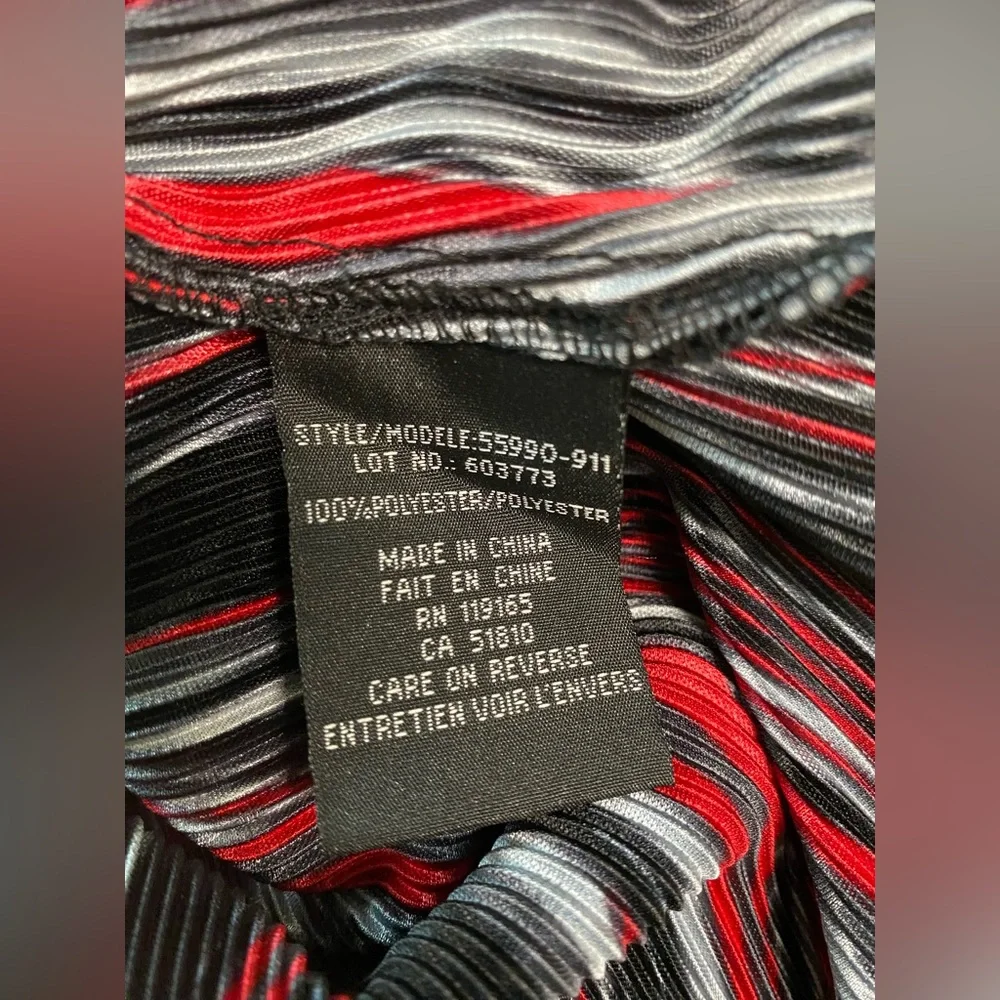 STYLE/MODELE:55990-911
LOT NO.: 603773
100%POLYESTER/POLYESTER
MADE IN CHINA
FAIT EN CHINE
RN 119165
CA 51810
CARE ON REVERSE
ENTRETIEN VOIR L'ENVERS